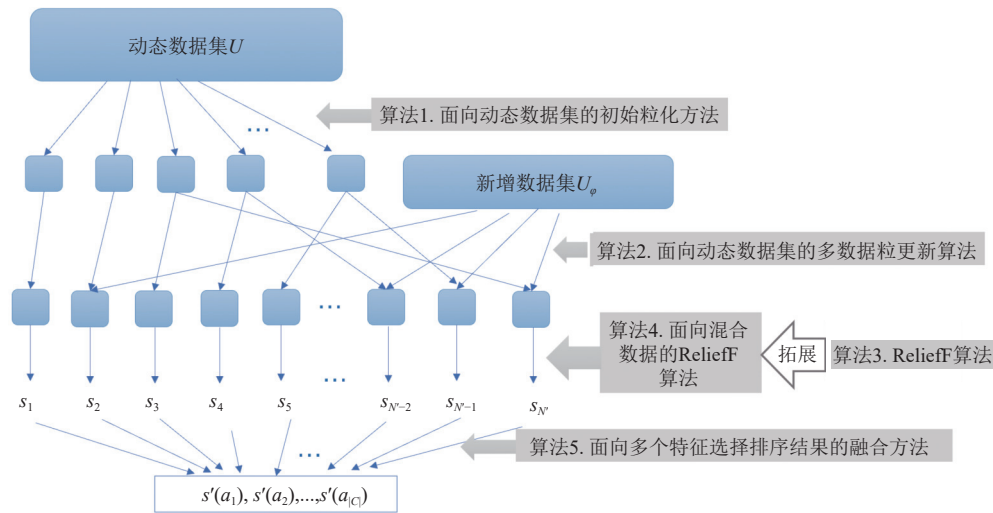 动态数据集U
算法1. 面向动态数据集的初始粒化方法
…
新增数据集Uφ
算法2. 面向动态数据集的多数据粒更新算法
…
算法4. 面向混合
数据的ReliefF
算法
拓展
算法3. ReliefF算法
…
s1 s2 s3 s4 s5 sN′−2 sN′−1 sN′
算法5. 面向多个特征选择排序结果的融合方法
…
s′(a1), s′(a2),...,s′(a|C|)